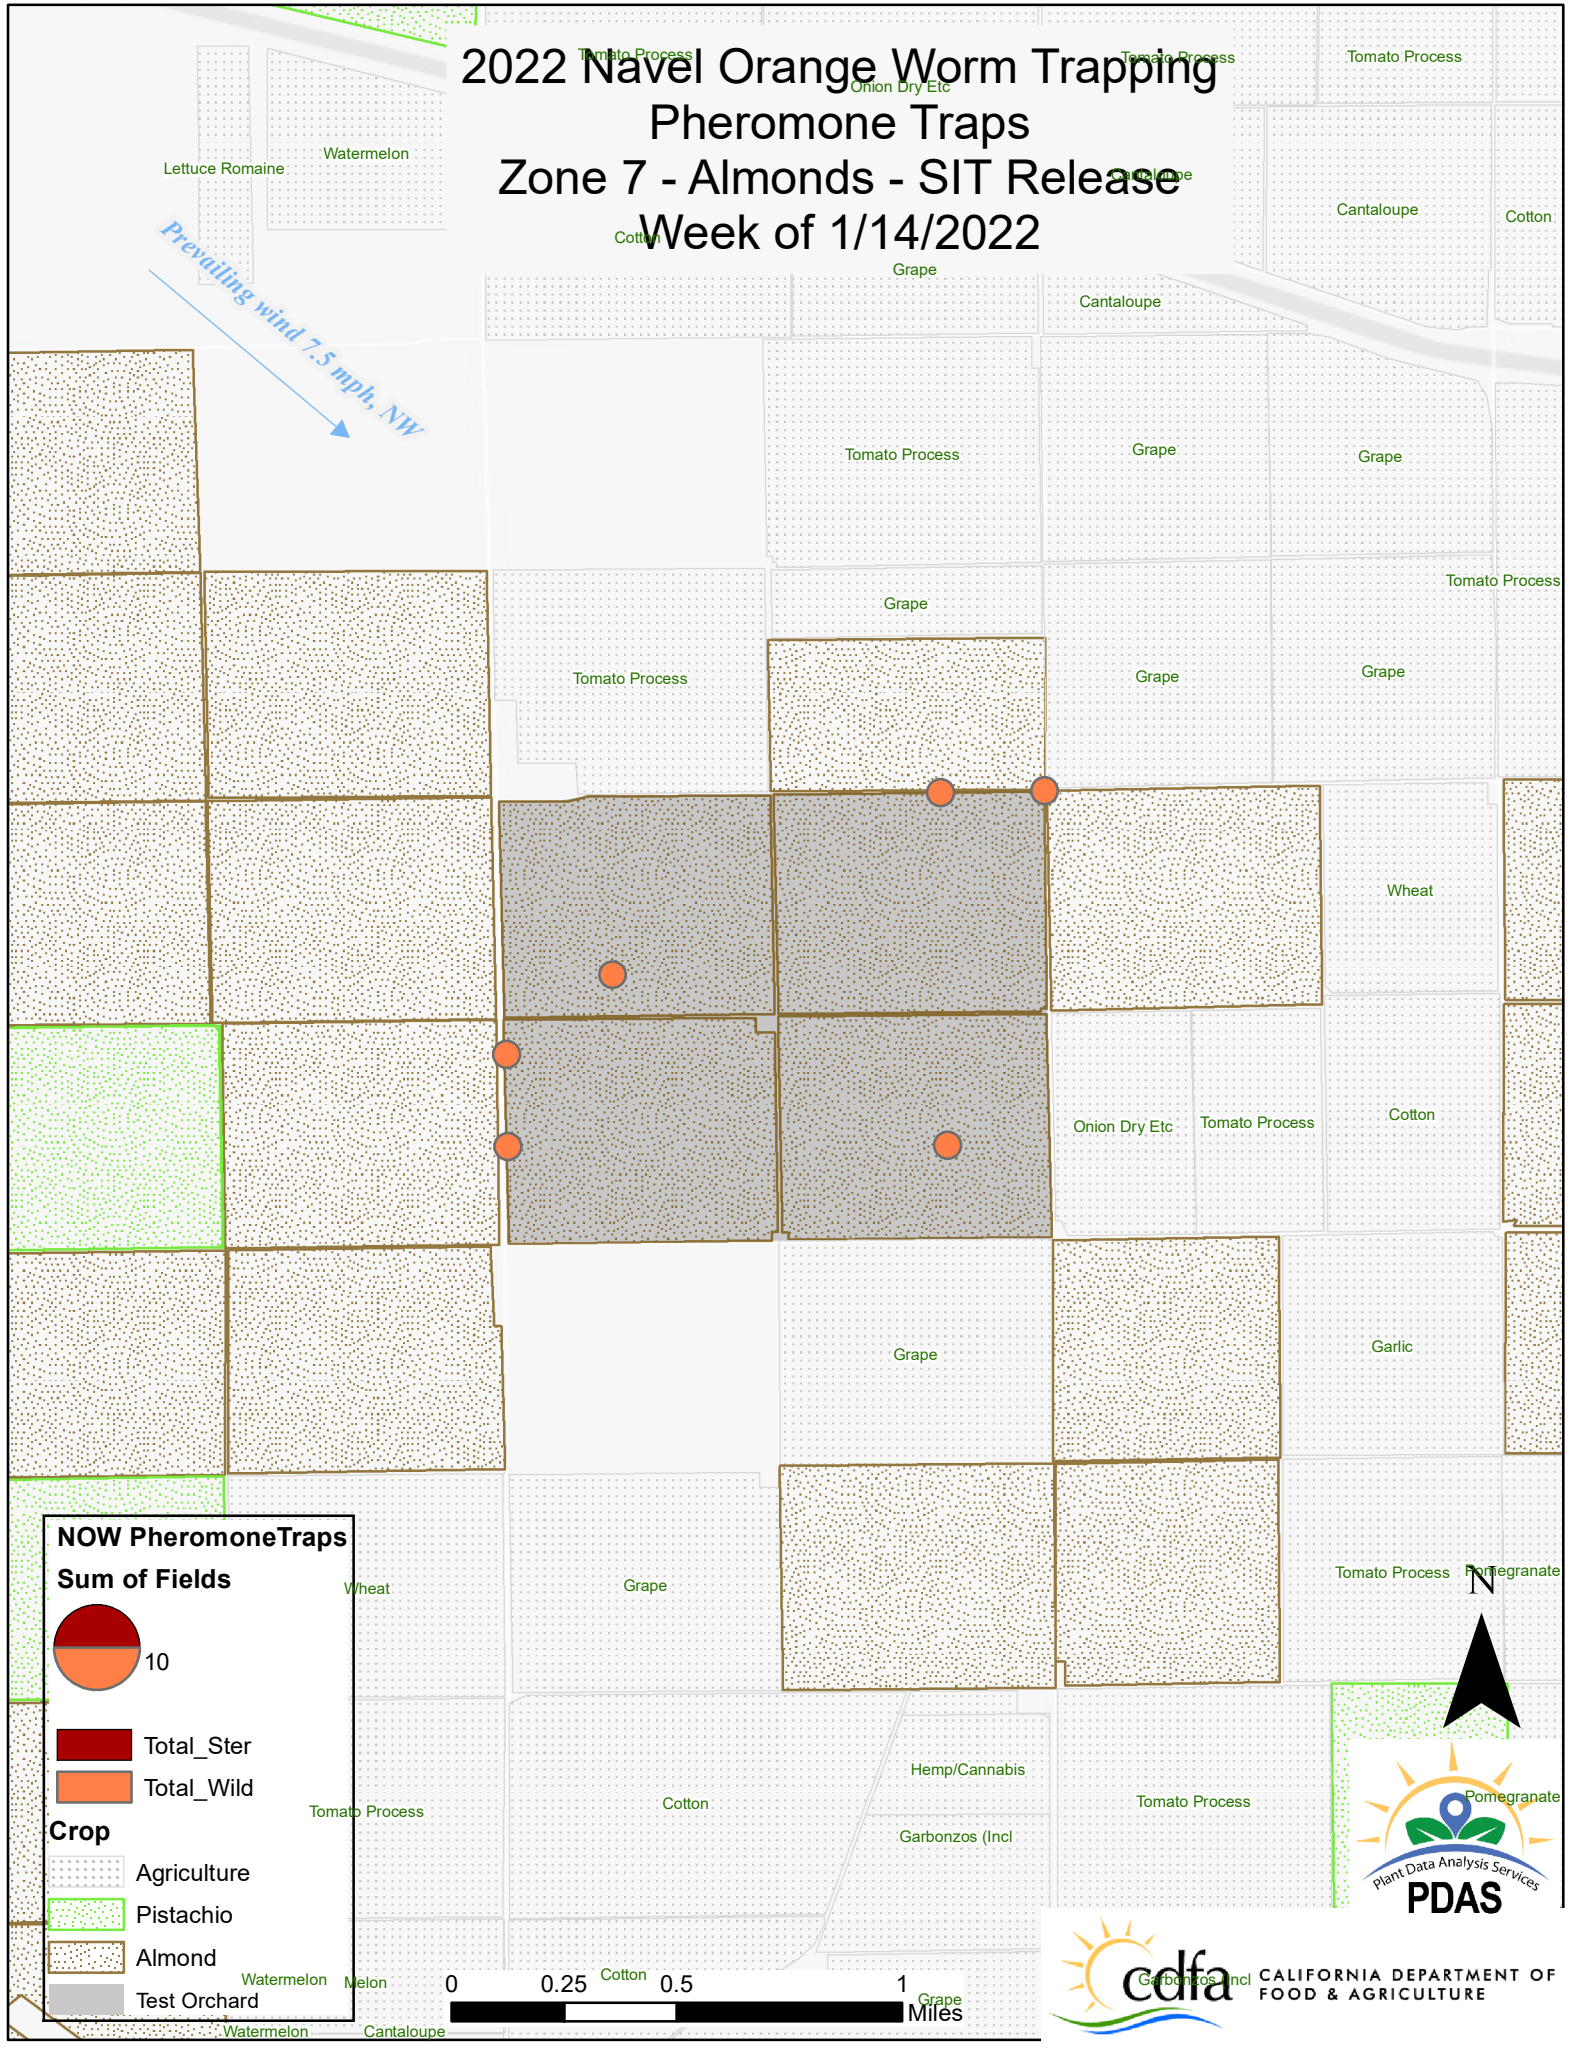 2022 Navel Orange Worm Trapping
Pheromone Traps
Zone 7 - Almonds - SIT Release
Week of 1/14/2022
Tomato Process
Tomato Process
Tomato Process
Onion Dry Etc
Watermelon
Lettuce Romaine
Cantaloupe
Cantaloupe
Cotton
Cotton
Grape
Cantaloupe
Prevailing wind 7.5 mph, NW
Tomato Process
Grape
Grape
Tomato Process
Grape
Tomato Process
Grape
Grape
Wheat
Onion Dry Etc
Tomato Process
Cotton
Grape
Garlic
Wheat
Grape
Tomato Process
Pomegranate
N
Tomato Process
Cotton
Hemp/Cannabis
Garbonzos (Incl
Tomato Process
Pomegranate
Watermelon
Melon
Cotton
Grape
Garbonzos (Incl
Watermelon
Cantaloupe
NOW PheromoneTraps
Sum of Fields
10
Total_Ster
Total_Wild
Crop
Agriculture
Pistachio
Almond
Test Orchard
0 0.25 0.5 1
Miles
Plant Data Analysis Services
PDAS
cdfa
CALIFORNIA DEPARTMENT OF
FOOD & AGRICULTURE